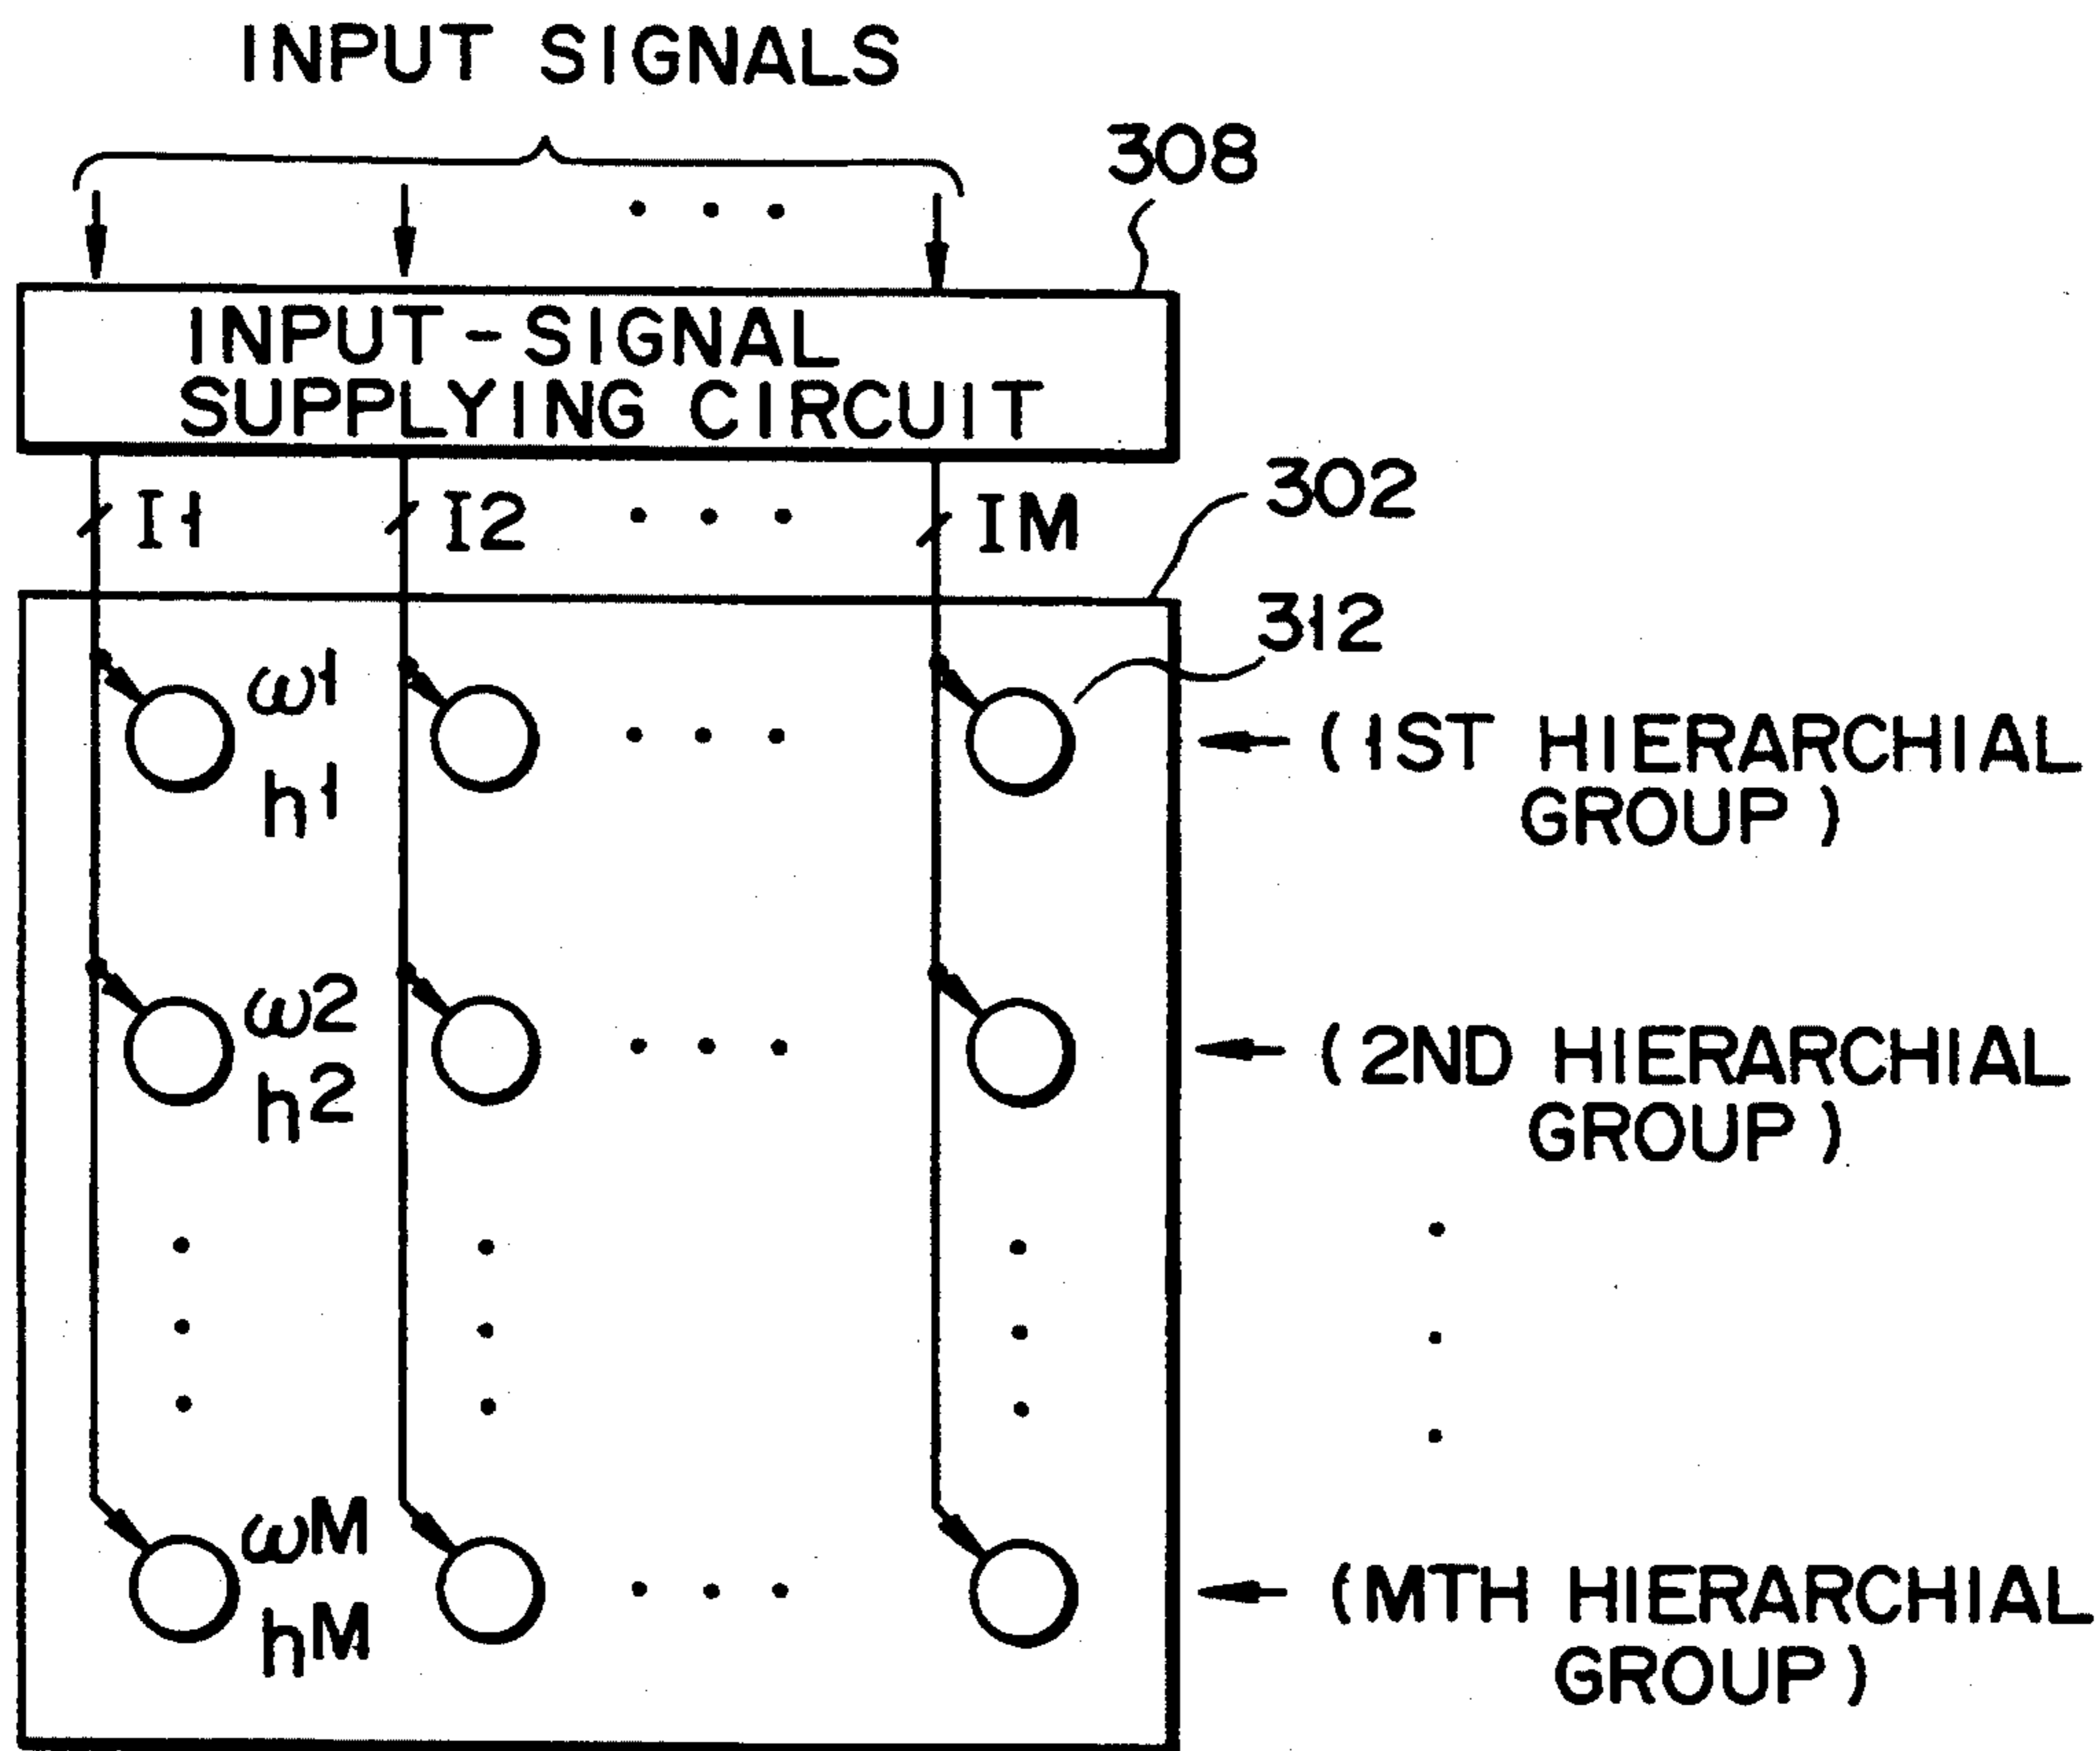 INPUT SIGNALS
308
INPUT-SIGNAL
SUPPLYING CIRCUIT
I1 I2 IM
302
312
ω1
h1
(1ST HIERARCHIAL
GROUP)
ω2
h2
(2ND HIERARCHIAL
GROUP)
ωM
hM
(MTH HIERARCHIAL
GROUP)